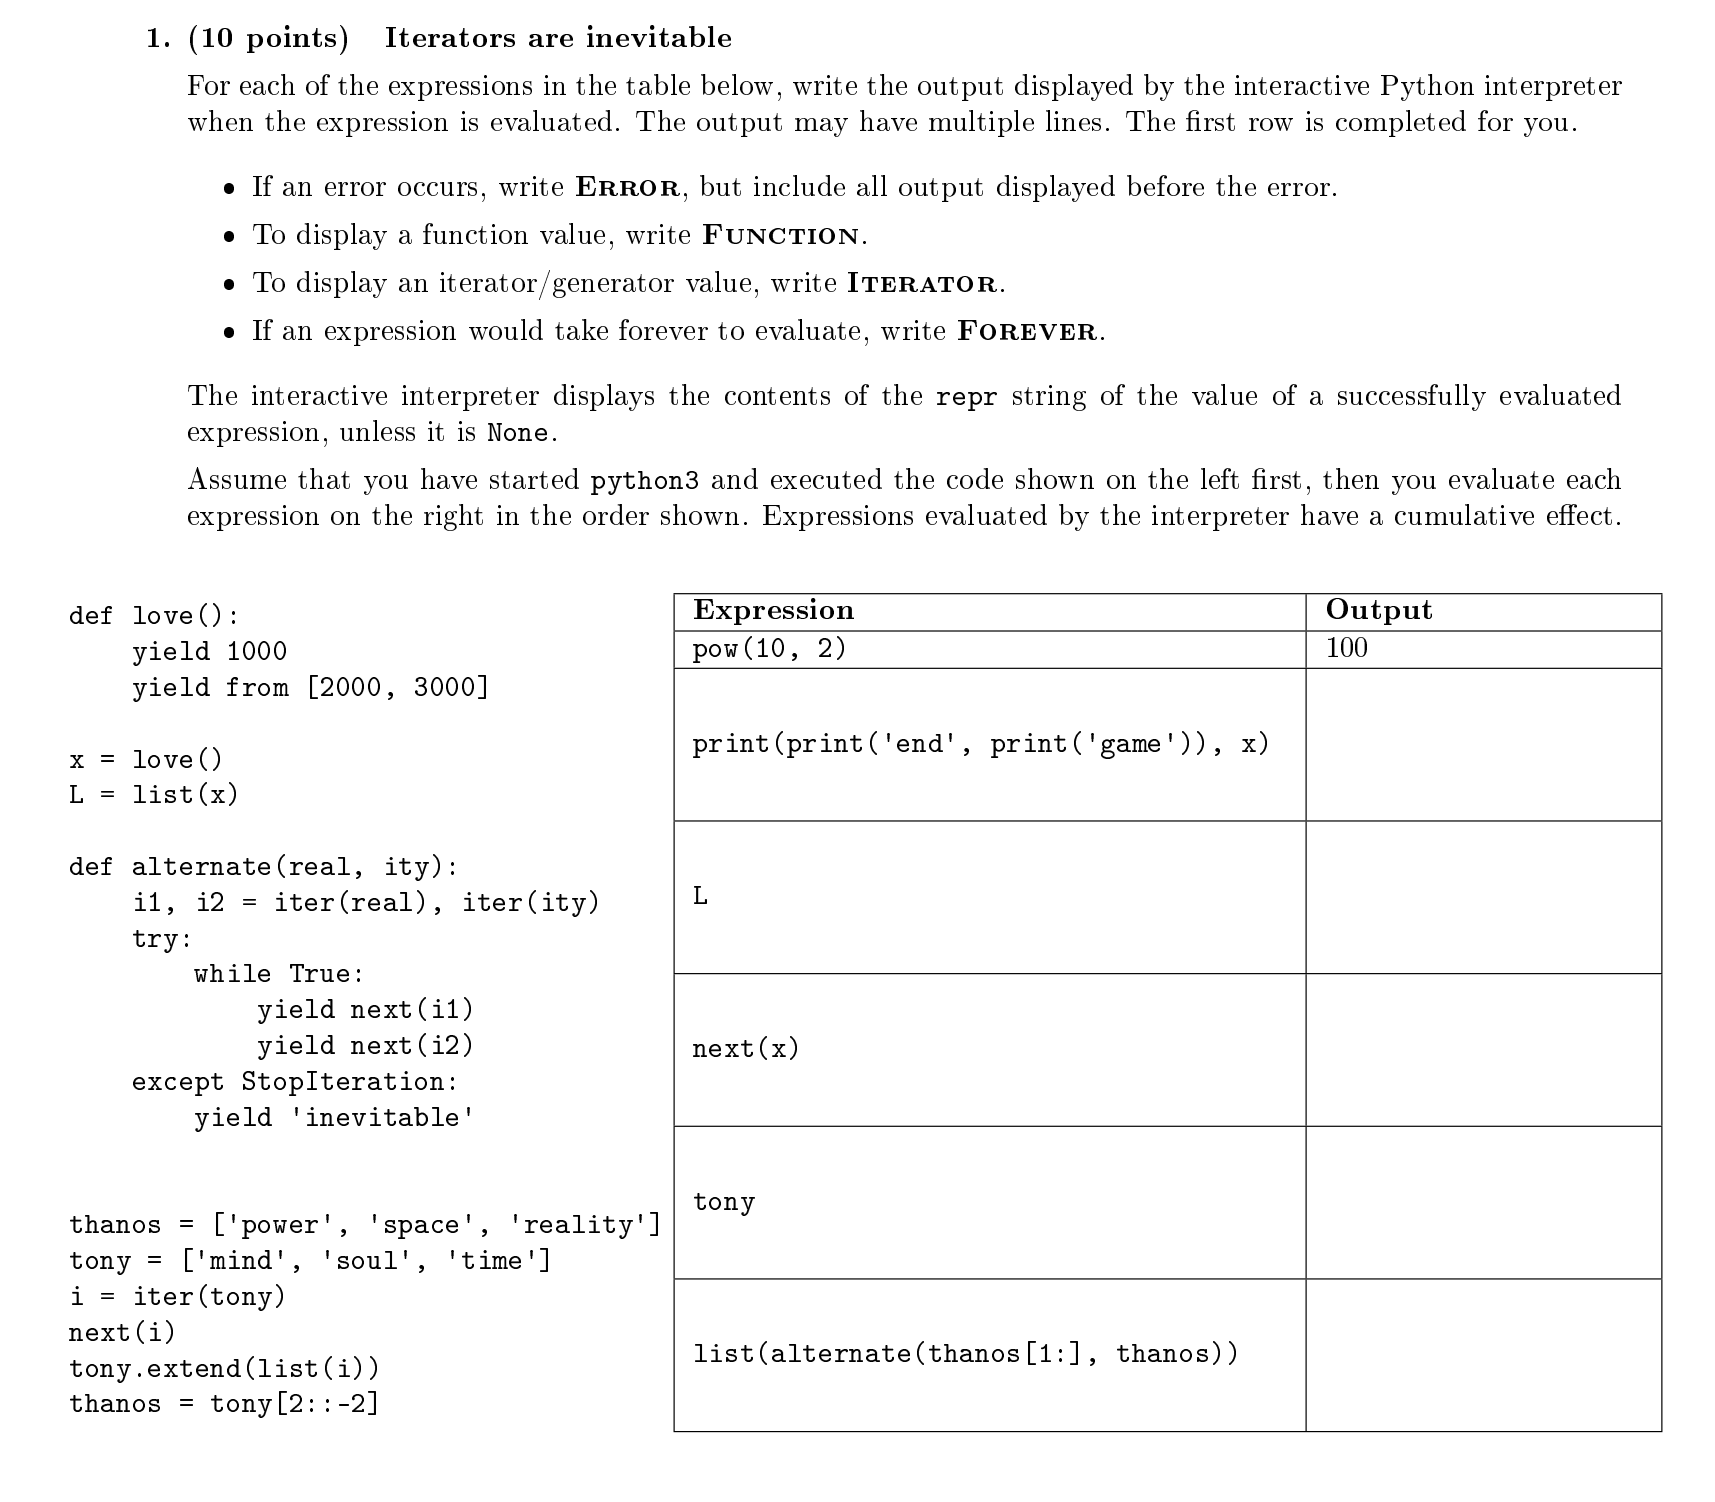 1. (10 points) Iterators are inevitable
For each of the expressions in the table below, write the output displayed by the interactive Python interpreter
when the expression is evaluated. The output may have multiple lines. The first row is completed for you.
• If an error occurs, write ERROR, but include all output displayed before the error.
• To display a function value, write FUNCTION.
• To display an iterator/generator value, write ITERATOR.
• If an expression would take forever to evaluate, write FOREVER.
The interactive interpreter displays the contents of the repr string of the value of a successfully evaluated
expression, unless it is None.
Assume that you have started python3 and executed the code shown on the left first, then you evaluate each
expression on the right in the order shown. Expressions evaluated by the interpreter have a cumulative effect.
def love():
    yield 1000
    yield from [2000, 3000]
x = love()
L = list(x)
def alternate(real, ity):
    i1, i2 = iter(real), iter(ity)
    try:
        while True:
            yield next(i1)
            yield next(i2)
    except StopIteration:
        yield 'inevitable'
thanos = ['power', 'space', 'reality']
tony = ['mind', 'soul', 'time']
i = iter(tony)
next(i)
tony.extend(list(i))
thanos = tony[2::-2]
Expression Output
pow(10, 2) 100
print(print('end', print('game')), x)
L
next(x)
tony
list(alternate(thanos[1:], thanos))